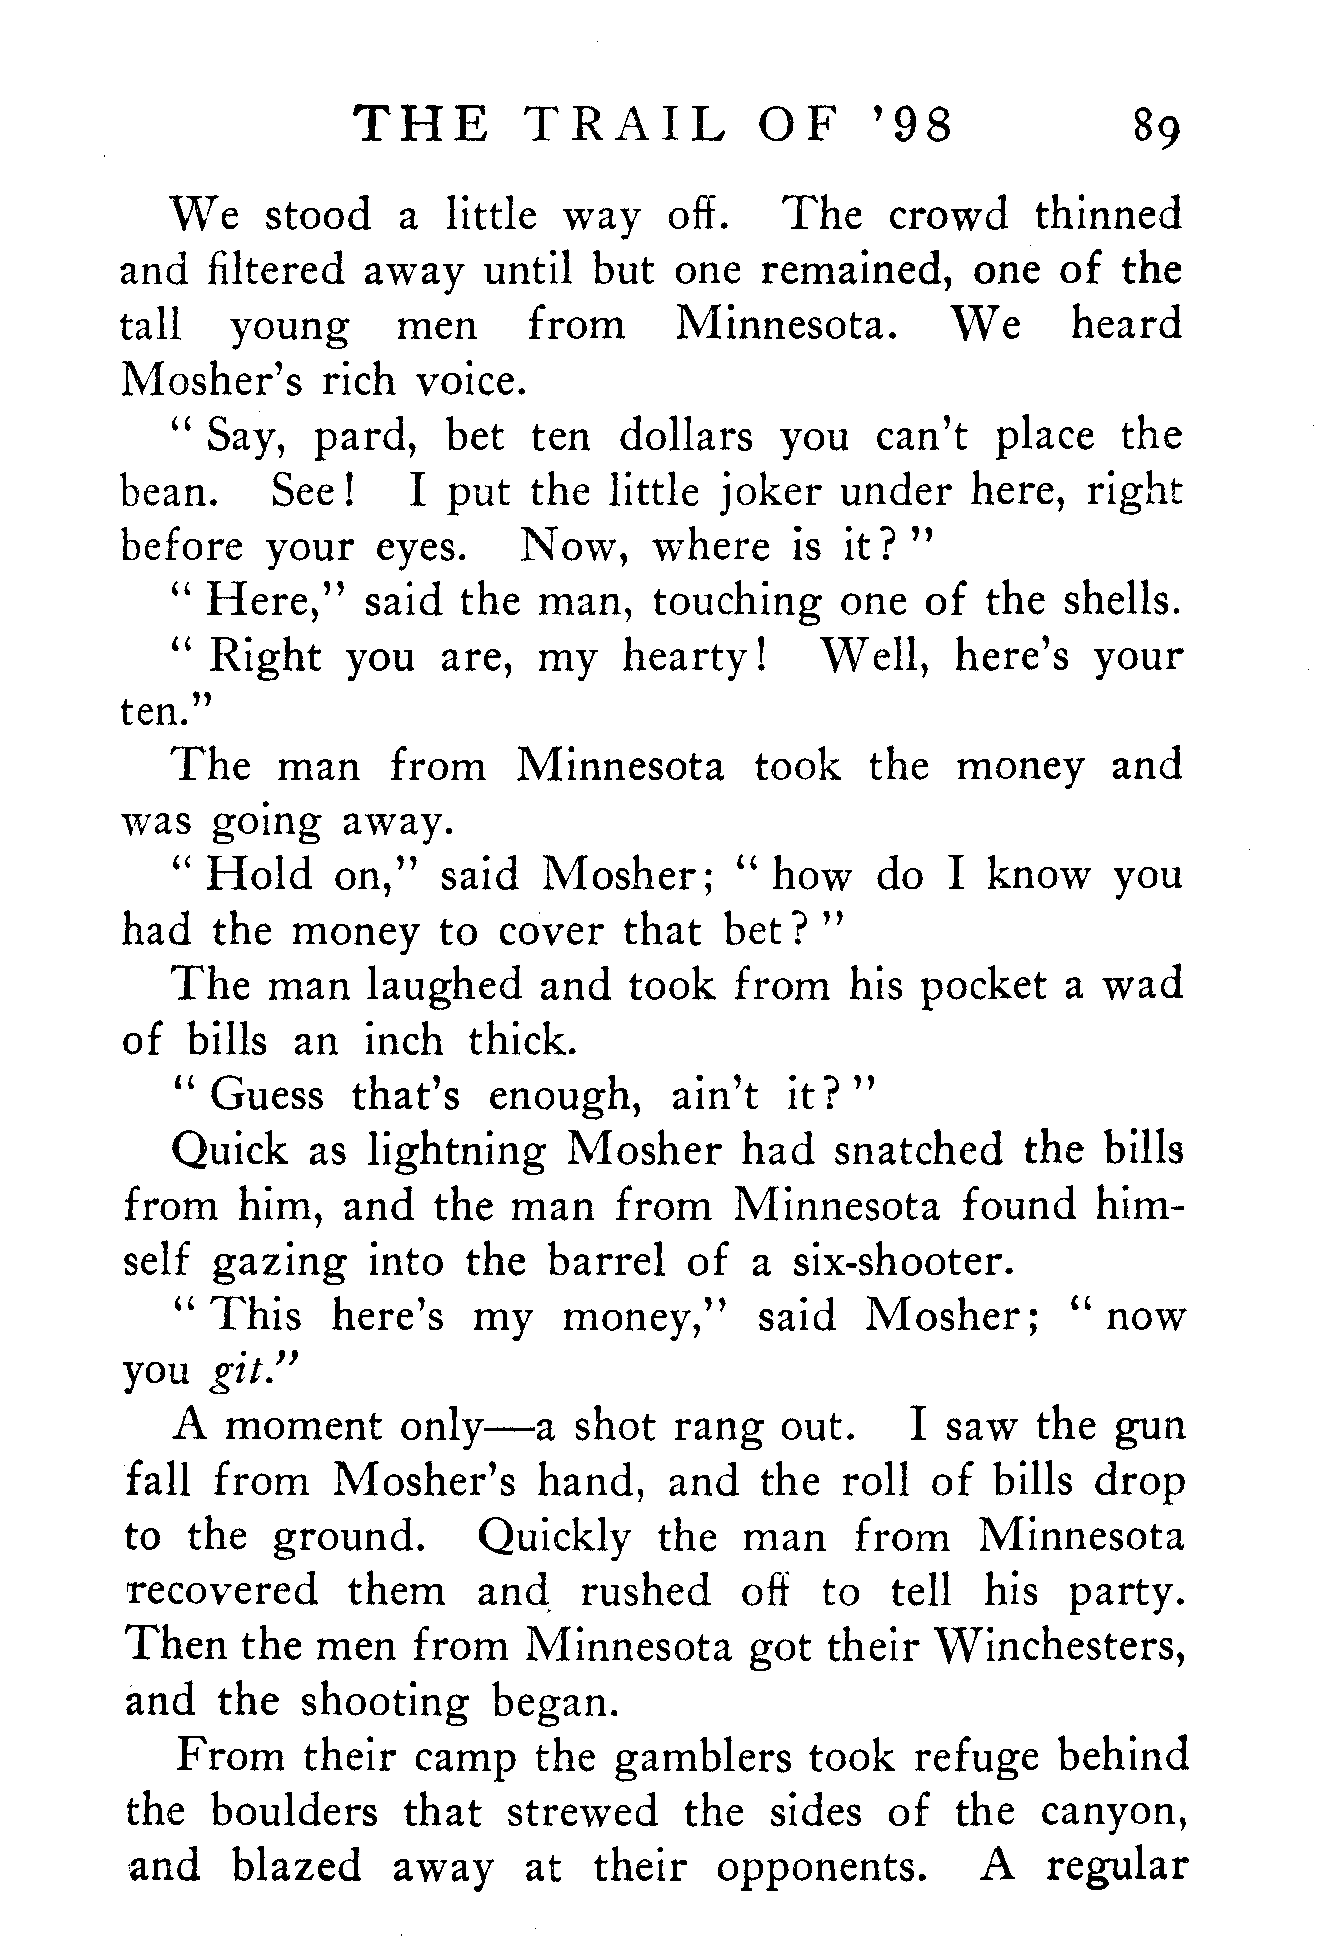 THE TRAIL OF ’98 89
We stood a little way off. The crowd thinned
and filtered away until but one remained, one of the
tall young men from Minnesota. We heard
Mosher’s rich voice.
“ Say, pard, bet ten dollars you can’t place the
bean. See! I put the little joker under here, right
before your eyes. Now, where is it? ”
“ Here,” said the man, touching one of the shells.
“ Right you are, my hearty! Well, here’s your
ten.”
The man from Minnesota took the money and
was going away.
“ Hold on,” said Mosher; “ how do I know you
had the money to cover that bet? ”
The man laughed and took from his pocket a wad
of bills an inch thick.
“ Guess that’s enough, ain’t it? ”
Quick as lightning Mosher had snatched the bills
from him, and the man from Minnesota found him-
self gazing into the barrel of a six-shooter.
“ This here’s my money,” said Mosher; “ now
you git.”
A moment only—a shot rang out. I saw the gun
fall from Mosher’s hand, and the roll of bills drop
to the ground. Quickly the man from Minnesota
recovered them and rushed off to tell his party.
Then the men from Minnesota got their Winchesters,
and the shooting began.
From their camp the gamblers took refuge behind
the boulders that strewed the sides of the canyon,
and blazed away at their opponents. A regular